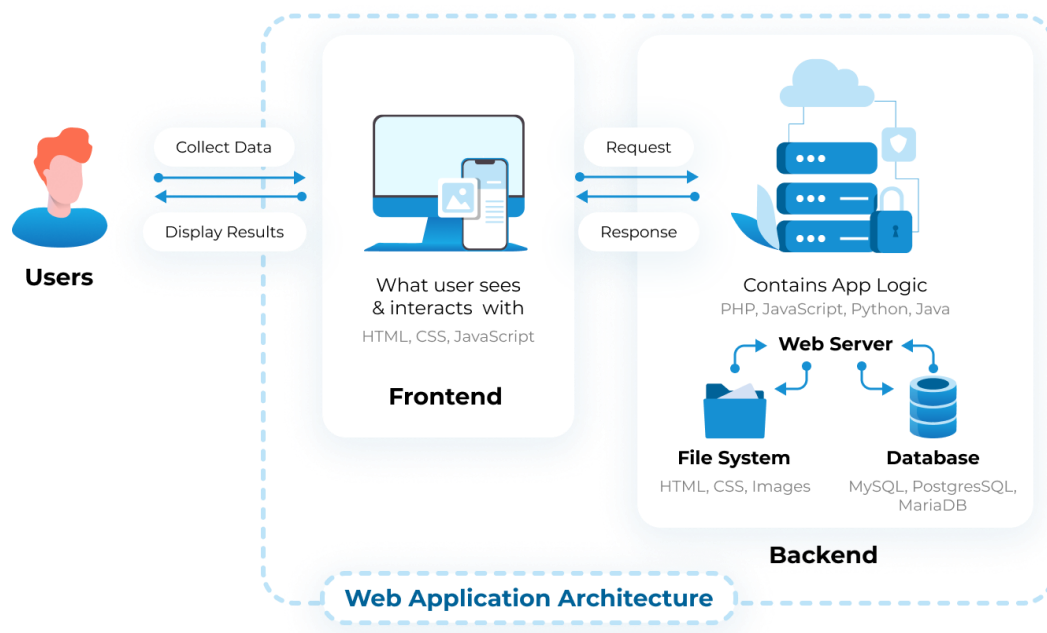 Collect Data
Display Results
Users
What user sees
& interacts with
HTML, CSS, JavaScript
Frontend
Request
Response
Contains App Logic
PHP, JavaScript, Python, Java
Web Server
File System
HTML, CSS, Images
Database
MySQL, PostgresSQL,
MariaDB
Backend
Web Application Architecture